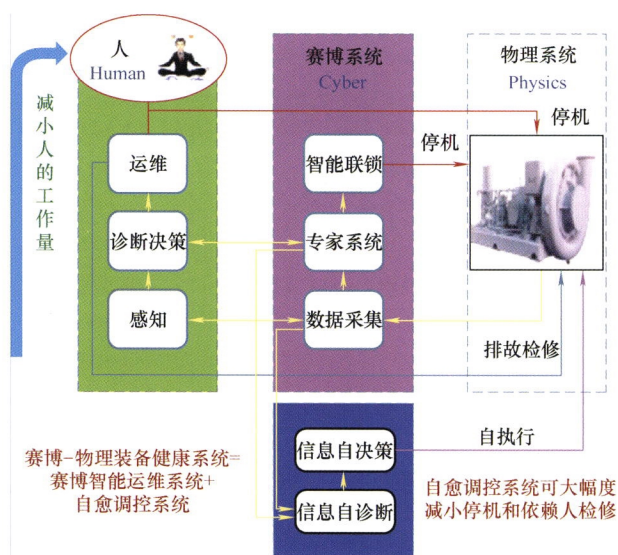 人
Human
减小人的工作量
运维
诊断决策
感知
赛博系统
Cyber
智能联锁
专家系统
数据采集
物理系统
Physics
停机
停机
排故检修
信息自决策
信息自诊断
自执行
赛博-物理装备健康系统=
赛博智能运维系统+
自愈调控系统
自愈调控系统可大幅度
减小停机和依赖人检修